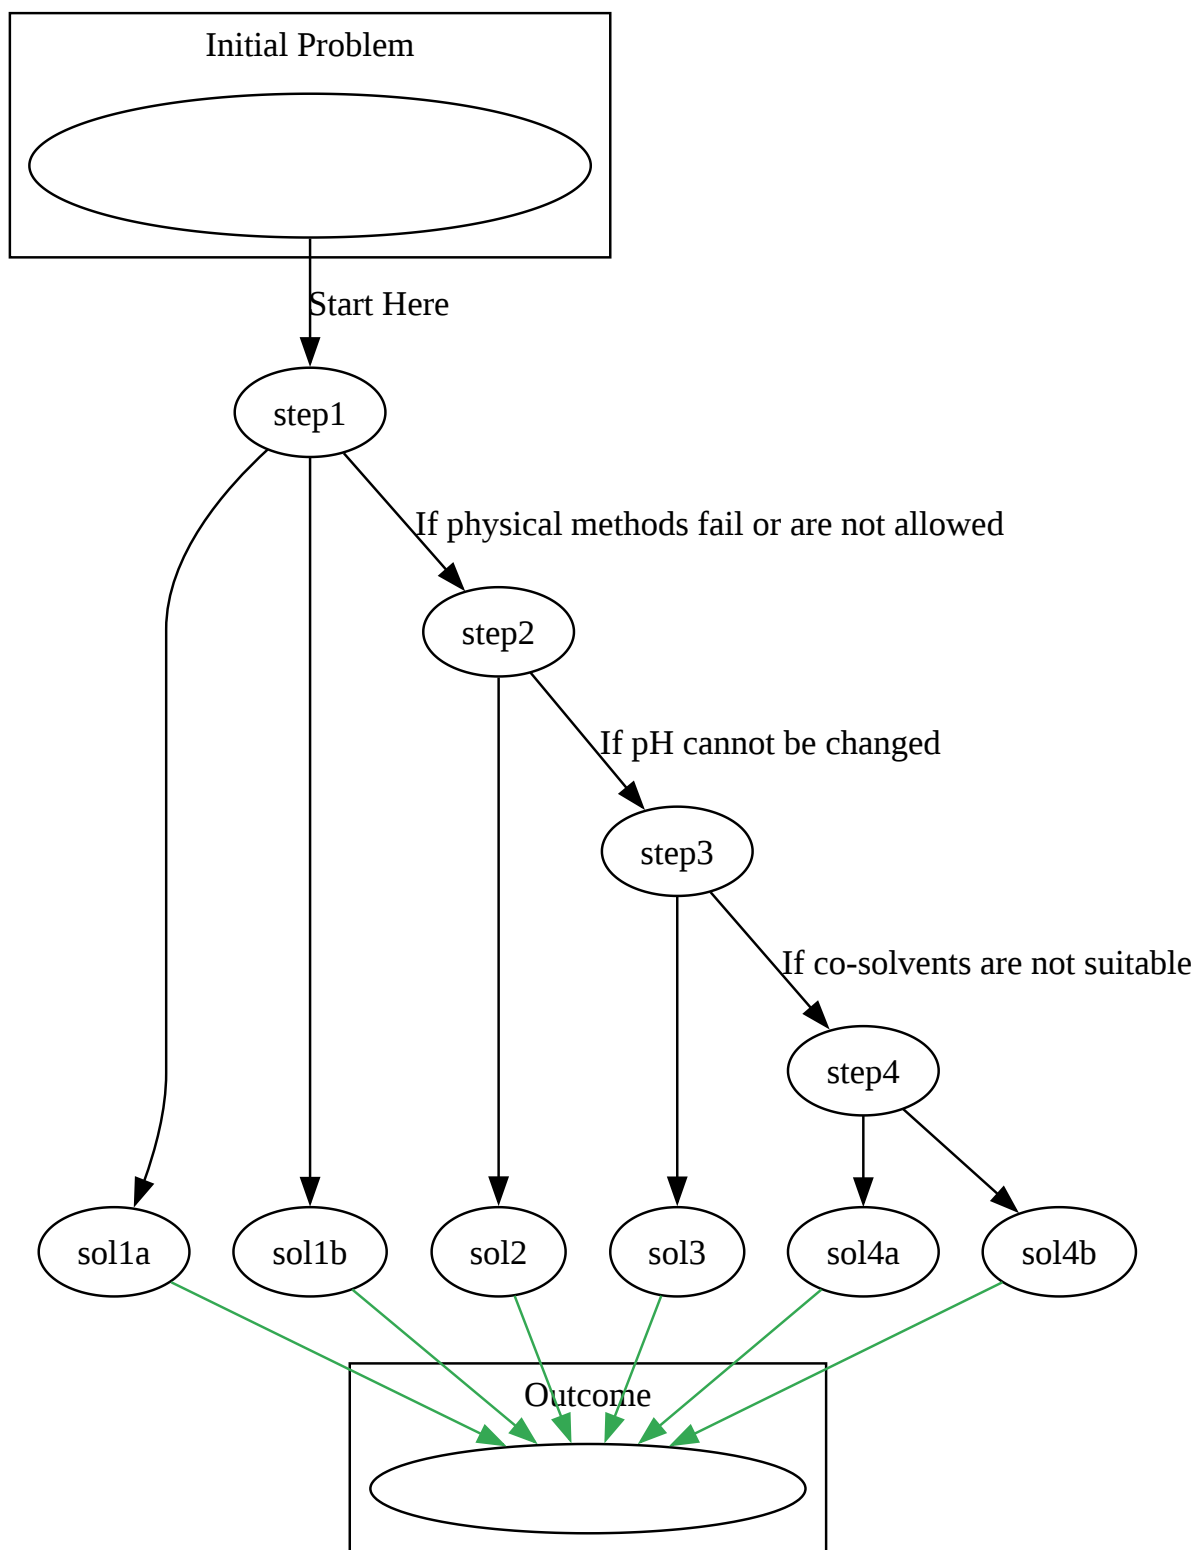 Initial Problem
Start Here
step1
If physical methods fail or are not allowed
step2
If pH cannot be changed
step3
If co-solvents are not suitable
step4
sol1a
sol1b
sol2
sol3
sol4a
sol4b
Outcome